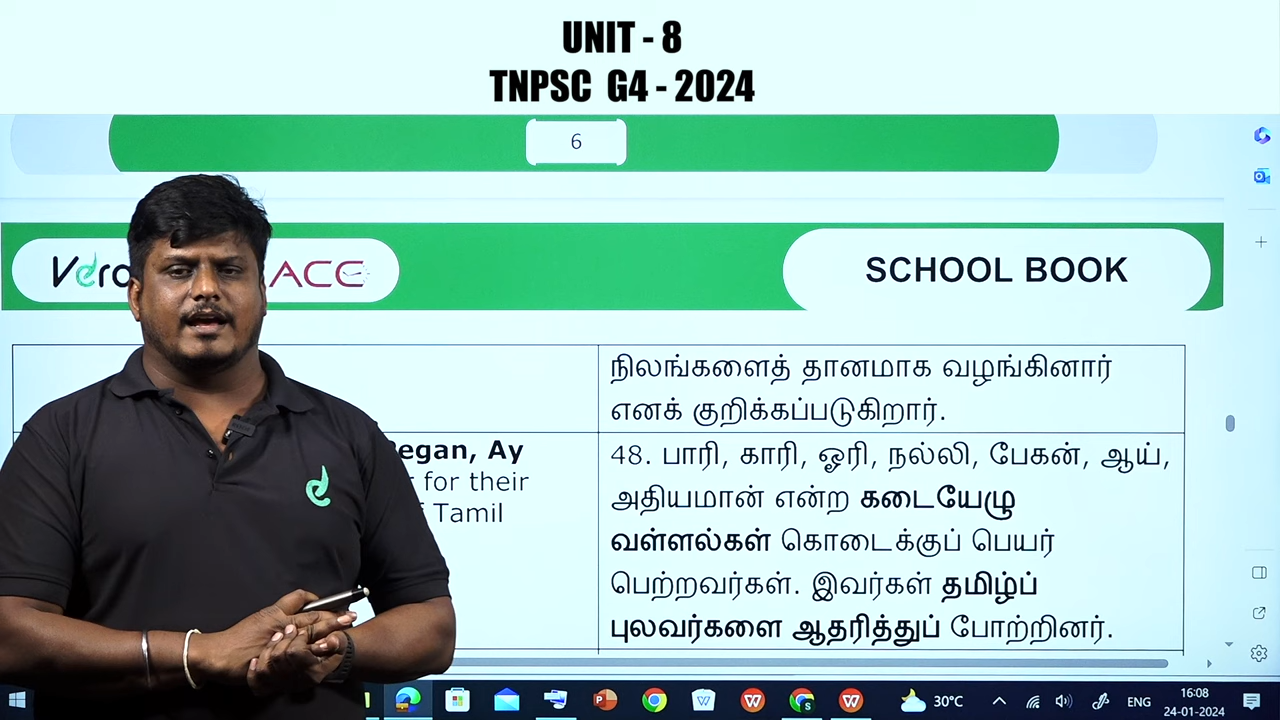 UNIT - 8
TNPSC G4 - 2024
6
ACC
SCHOOL BOOK
நிலங்களைத் தானமாக வழங்கினார்
எனக் குறிக்கப்படுகிறார்.
Ay
for their
Tamil
48. பாரி, காரி, ஓரி, நல்லி, பேகன், ஆய்,
அதியமான் என்ற கடையேழு
வள்ளல்கள் கொடைக்குப் பெயர்
பெற்றவர்கள். இவர்கள் தமிழ்ப்
புலவர்களை ஆதரித்துப் போற்றினர்.
30°C
ENG
16:08
24-01-2024